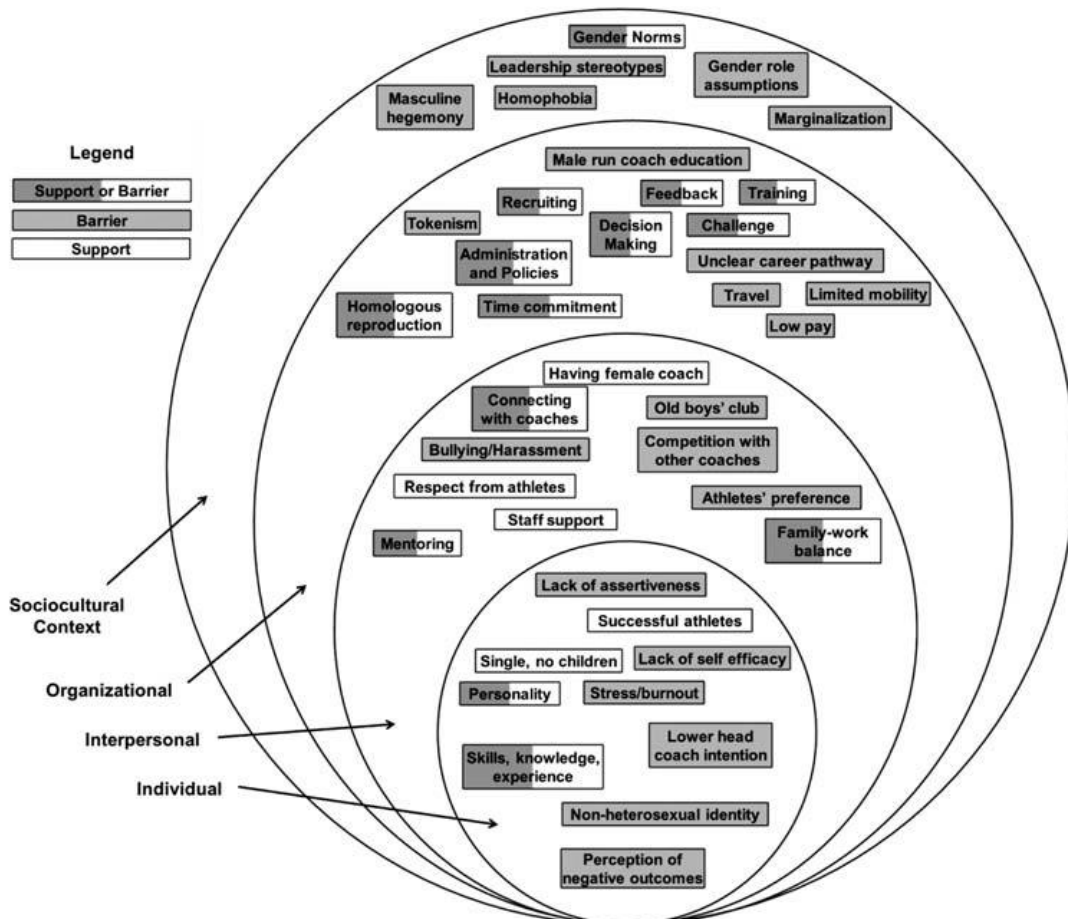 Gender Norms
Leadership stereotypes
Gender role
assumptions
Masculine
hegemony
Homophobia
Marginalization
Legend
Support or Barrier
Barrier
Support
Male run coach education
Recruiting
Feedback
Training
Tokenism
Decision
Making
Challenge
Administration
and Policies
Unclear career pathway
Homologous
reproduction
Time commitment
Travel
Limited mobility
Low pay
Having female coach
Connecting
with coaches
Old boys' club
Bullying/Harassment
Competition with
other coaches
Respect from athletes
Athletes' preference
Staff support
Mentoring
Family-work
balance
Lack of assertiveness
Successful athletes
Single, no children
Lack of self efficacy
Personality
Stress/burnout
Lower head
coach intention
Skills, knowledge,
experience
Non-heterosexual identity
Perception of
negative outcomes
Sociocultural
Context
Organizational
Interpersonal
Individual